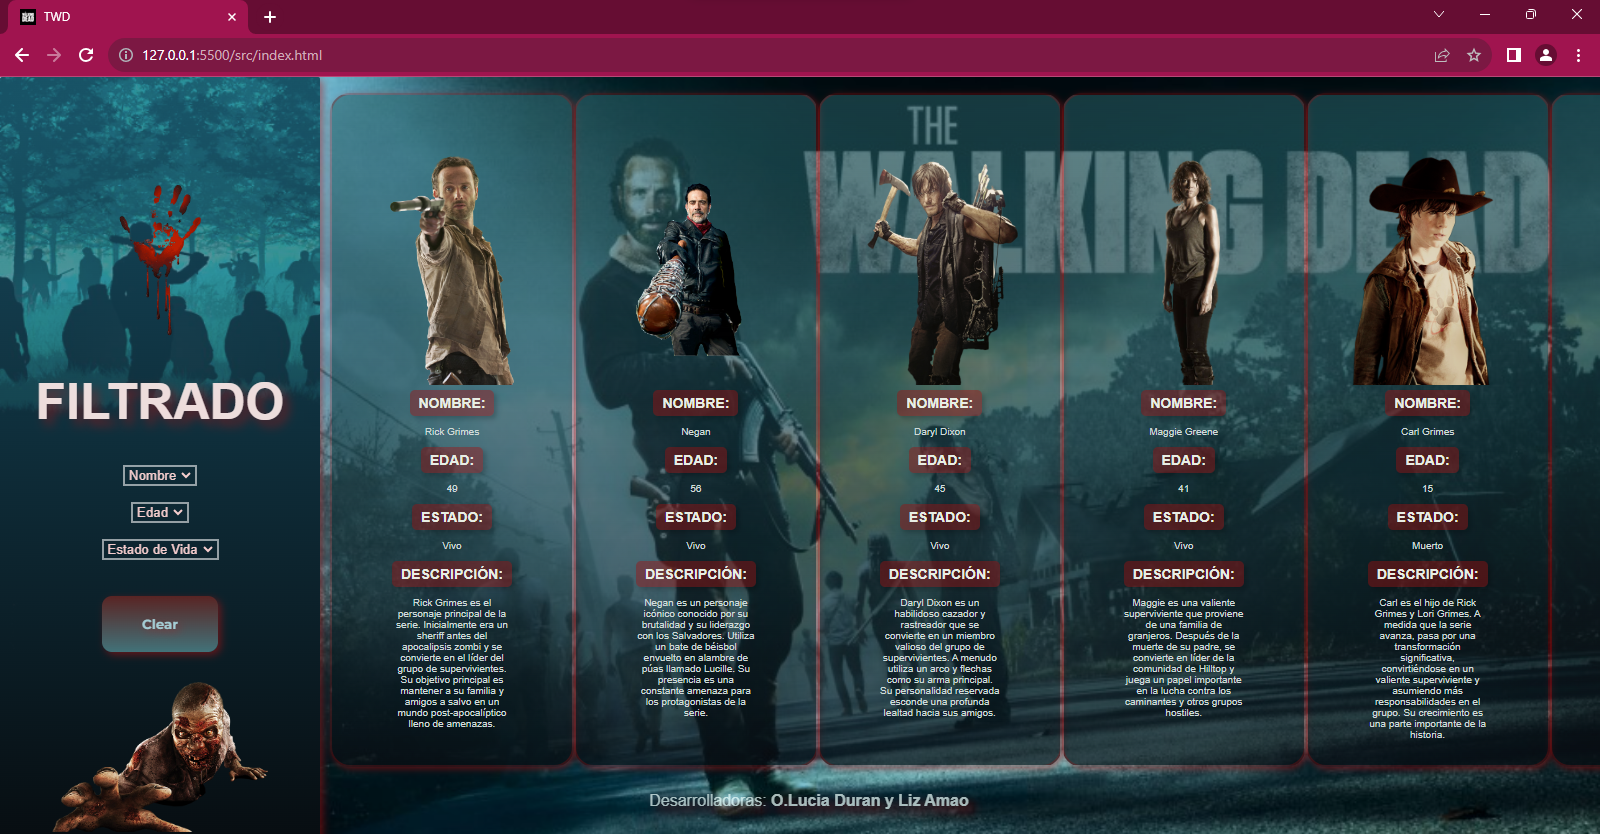 TWD
127.0.0.1:5500/src/index.html
FILTRADO
Nombre
Edad
Estado de Vida
Clear
THE
WALKING DEAD
NOMBRE:
Rick Grimes
EDAD:
49
ESTADO:
Vivo
DESCRIPCIÓN:
Rick Grimes es el
personaje principal de la
serie. Inicialmente era un
sheriff antes del
apocalipsis zombi y se
convierte en el líder del
grupo de supervivientes.
Su objetivo principal es
mantener a su familia y
amigos a salvo en un
mundo post-apocalíptico
lleno de amenazas.
NOMBRE:
Negan
EDAD:
56
ESTADO:
Vivo
DESCRIPCIÓN:
Negan es un personaje
icónico conocido por su
brutalidad y su liderazgo
con los Salvadores. Utiliza
un bate de béisbol
envuelto en alambre de
púas llamado Lucille. Su
presencia es una
constante amenaza para
los protagonistas de la
serie.
NOMBRE:
Daryl Dixon
EDAD:
45
ESTADO:
Vivo
DESCRIPCIÓN:
Daryl Dixon es un
habilidoso cazador y
rastreador que se
convierte en un miembro
valioso del grupo de
supervivientes. A menudo
utiliza un arco y flechas
como su arma principal.
Su personalidad reservada
esconde una profunda
lealtad hacia sus amigos.
NOMBRE:
Maggie Greene
EDAD:
41
ESTADO:
Vivo
DESCRIPCIÓN:
Maggie es una valiente
superviviente que proviene
de una familia de
granjeros. Después de la
muerte de su padre, se
convierte en líder de la
comunidad de Hilltop y
juega un papel importante
en la lucha contra los
caminantes y otros grupos
hostiles.
NOMBRE:
Carl Grimes
EDAD:
15
ESTADO:
Muerto
DESCRIPCIÓN:
Carl es el hijo de Rick
Grimes y Lori Grimes. A
medida que la serie
avanza, pasa por una
transformación
significativa,
convirtiéndose en un
valiente superviviente y
asumiendo más
responsabilidades en el
grupo. Su crecimiento es
una parte importante de la
historia.
Desarrolladoras: O.Lucia Duran y Liz Amao